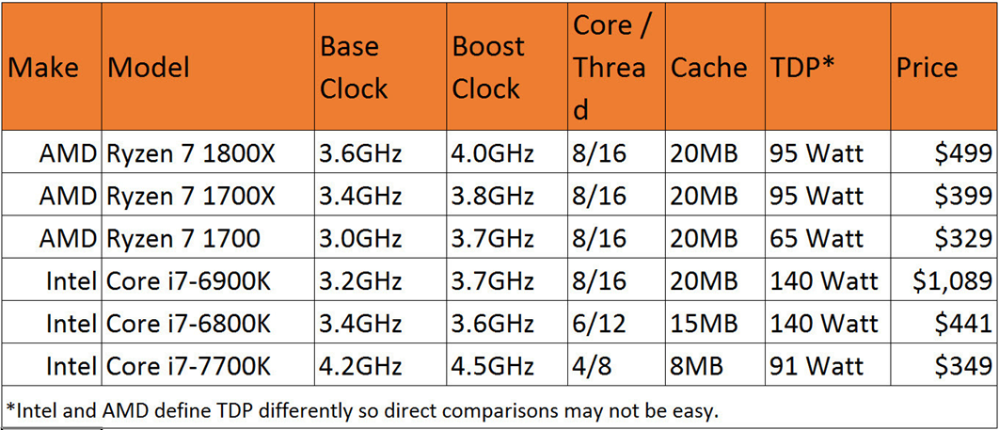 Make Model Base Clock Boost Clock Core / Thread Cache TDP* Price
AMD Ryzen 7 1800X 3.6GHz 4.0GHz 8/16 20MB 95 Watt $499
AMD Ryzen 7 1700X 3.4GHz 3.8GHz 8/16 20MB 95 Watt $399
AMD Ryzen 7 1700 3.0GHz 3.7GHz 8/16 20MB 65 Watt $329
Intel Core i7-6900K 3.2GHz 3.7GHz 8/16 20MB 140 Watt $1,089
Intel Core i7-6800K 3.4GHz 3.6GHz 6/12 15MB 140 Watt $441
Intel Core i7-7700K 4.2GHz 4.5GHz 4/8 8MB 91 Watt $349
*Intel and AMD define TDP differently so direct comparisons may not be easy.